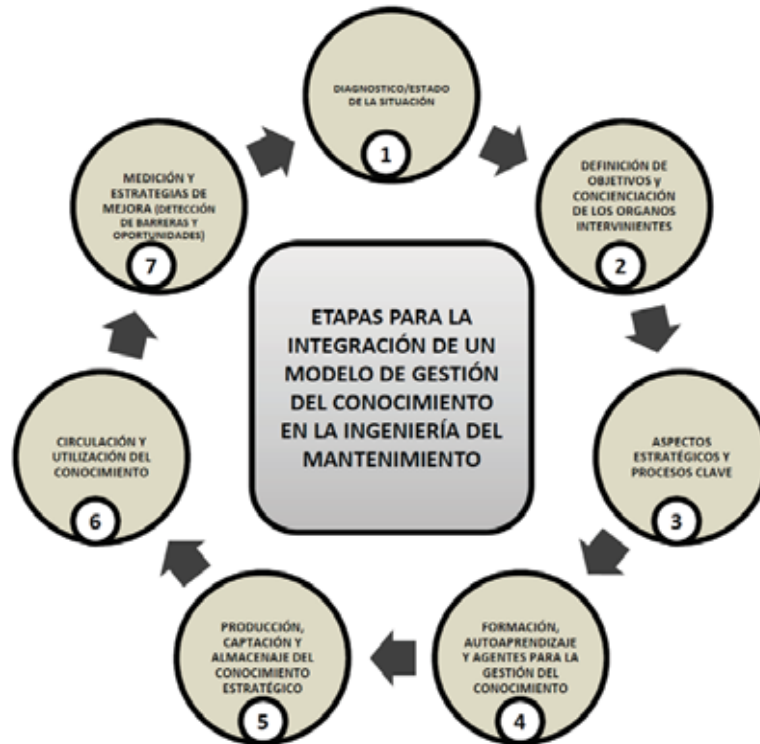 DIAGNOSTICO/ESTADO
DE LA SITUACIÓN
1
DEFINICIÓN DE
OBJETIVOS y
CONCIENCIACIÓN
DE LOS ORGANOS
INTERVINIENTES
2
ASPECTOS
ESTRATÉGICOS Y
PROCESOS CLAVE
3
FORMACIÓN,
AUTOAPRENDIZAJE
Y AGENTES PARA LA
GESTIÓN DEL
CONOCIMIENTO
4
PRODUCCIÓN,
CAPTACIÓN Y
ALMACENAJE DEL
CONOCIMIENTO
ESTRATÉGICO
5
CIRCULACIÓN Y
UTILIZACIÓN DEL
CONOCIMIENTO
6
MEDICIÓN Y
ESTRATEGIAS DE
MEJORA (DETECCIÓN
DE BARRERAS Y
OPORTUNIDADES)
7
ETAPAS PARA LA
INTEGRACIÓN DE UN
MODELO DE GESTIÓN
DEL CONOCIMIENTO
EN LA INGENIERÍA DEL
MANTENIMIENTO